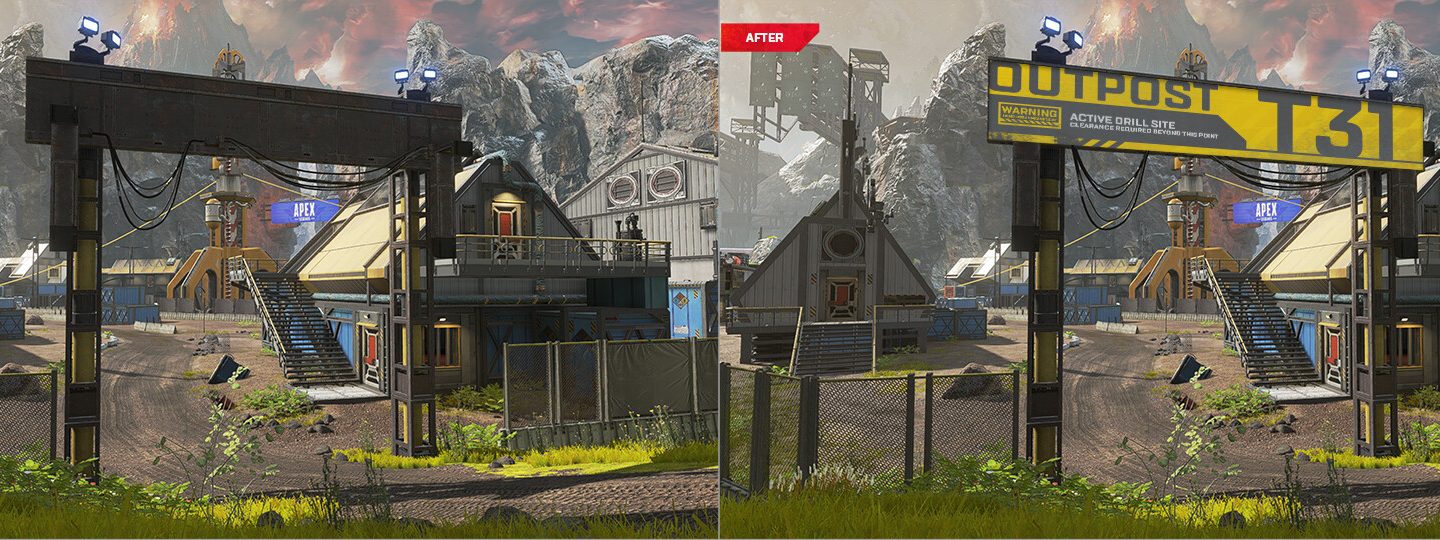 APEX
AFTER
OUTPOST
T31
WARNING
ACTIVE DRILL SITE
CLEARANCE REQUIRED BEYOND THIS POINT
APEX